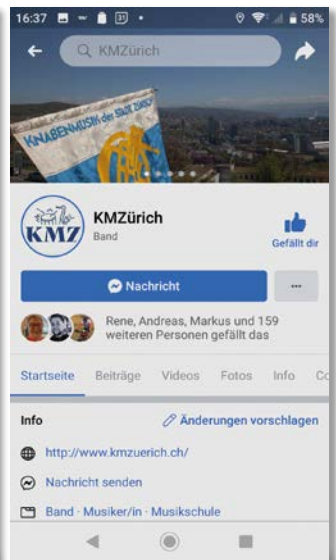 16:37 31 58%
KMZürich
KNABENMUSIK der STADT ZÜRICH
KMZ
KMZürich
Band
Gefällt dir
Nachricht
Rene, Andreas, Markus und 159
weiteren Personen gefällt das
Startseite Beiträge Videos Fotos Info Co
Info Änderungen vorschlagen
http://www.kmzuerich.ch/
Nachricht senden
Band · Musiker/in · Musikschule